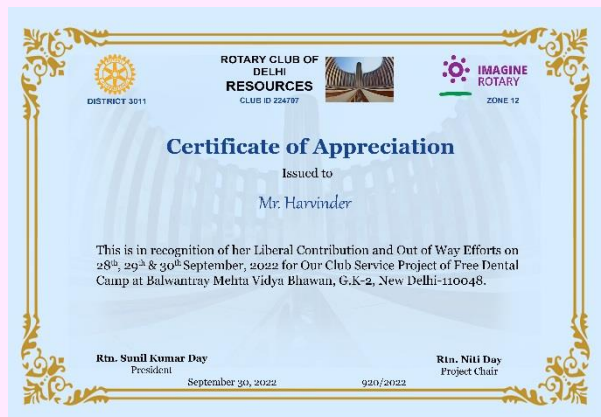 ROTARY CLUB OF
DELHI
RESOURCES
CLUB ID 224797
DISTRICT 3011
IMAGINE
ROTARY
ZONE 12
Certificate of Appreciation
Issued to
Mr. Harvinder
This is in recognition of her Liberal Contribution and Out of Way Efforts on
28th, 29th & 30th September, 2022 for Our Club Service Project of Free Dental
Camp at Balwantray Mehta Vidya Bhawan, G.K-2, New Delhi-110048.
Rtn. Sunil Kumar Day
President
Rtn. Niti Day
Project Chair
September 30, 2022
920/2022